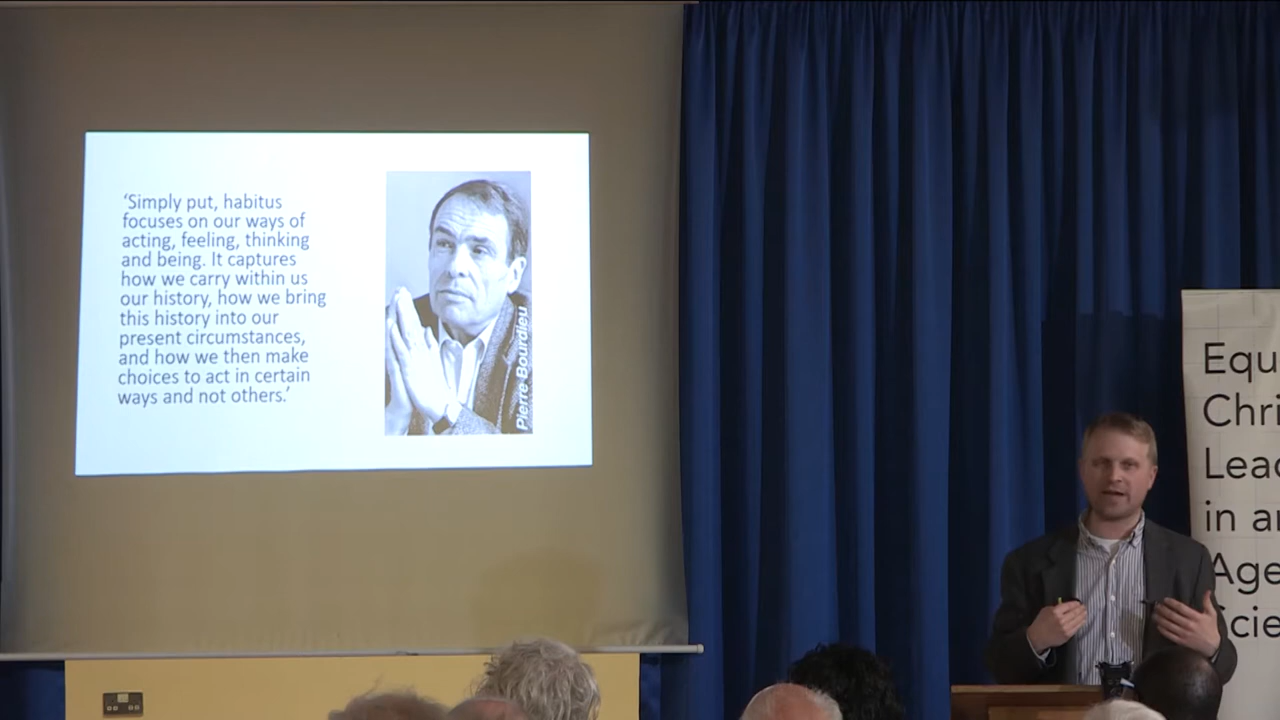 ‘Simply put, habitus
focuses on our ways of
acting, feeling, thinking
and being. It captures
how we carry within us
our history, how we bring
this history into our
present circumstances,
and how we then make
choices to act in certain
ways and not others.’
Pierre Bourdieu
Equ
Chri
Lead
in an
Age
Scie